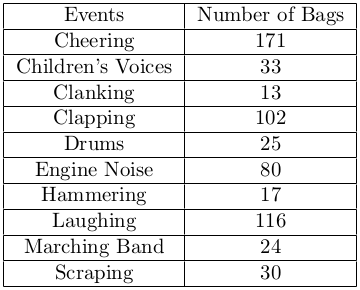 Events Number of Bags
Cheering 171
Children's Voices 33
Clanking 13
Clapping 102
Drums 25
Engine Noise 80
Hammering 17
Laughing 116
Marching Band 24
Scraping 30